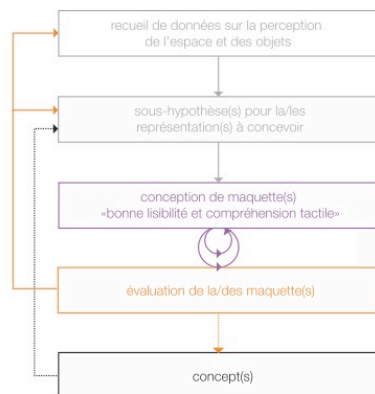 recueil de données sur la perception
de l'espace et des objets
sous-hypothèse(s) pour la/les
représentation(s) à concevoir
conception de maquette(s)
«bonne lisibilité et compréhension tactile»
évaluation de la/des maquette(s)
concept(s)